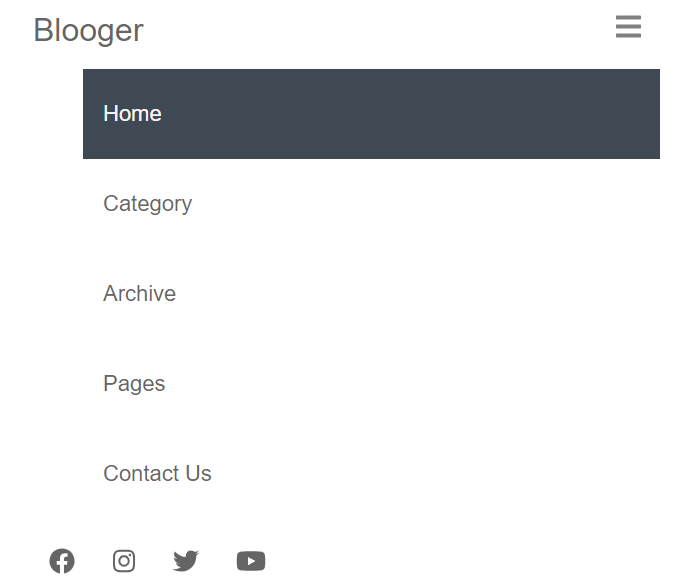 Blooger
Home
Category
Archive
Pages
Contact Us